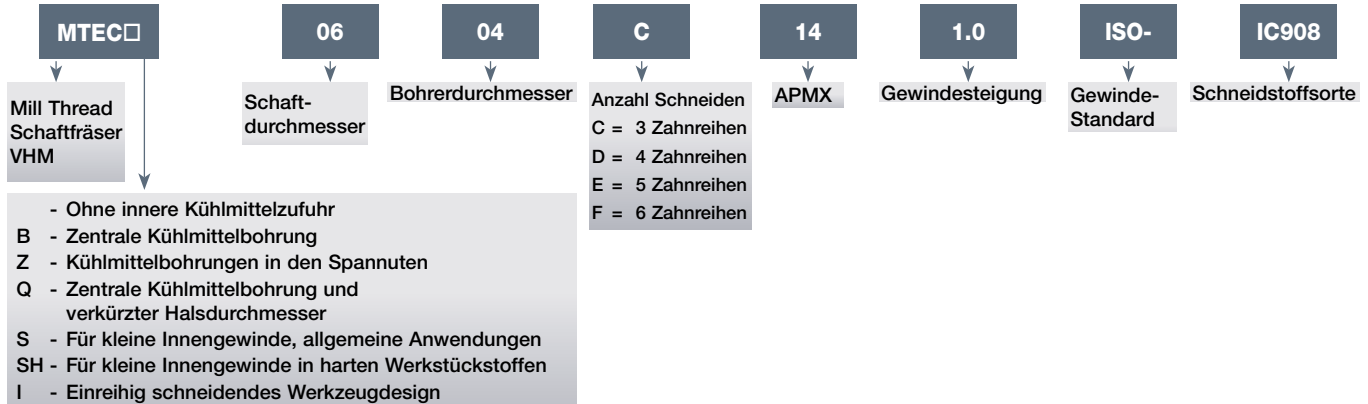 MTEC□ 06 04 C 14 1.0 ISO- IC908
Mill Thread
Schaftfräser
VHM
Schaft-
durchmesser
Bohrerdurchmesser
Anzahl Schneiden
C = 3 Zahnreihen
D = 4 Zahnreihen
E = 5 Zahnreihen
F = 6 Zahnreihen
APMX
Gewindesteigung
Gewinde-
Standard
Schneidstoffsorte
- Ohne innere Kühlmittelzufuhr
B - Zentrale Kühlmittelbohrung
Z - Kühlmittelbohrungen in den Spannuten
Q - Zentrale Kühlmittelbohrung und
verkürzter Halsdurchmesser
S - Für kleine Innengewinde, allgemeine Anwendungen
SH - Für kleine Innengewinde in harten Werkstückstoffen
I - Einreihig schneidendes Werkzeugdesign